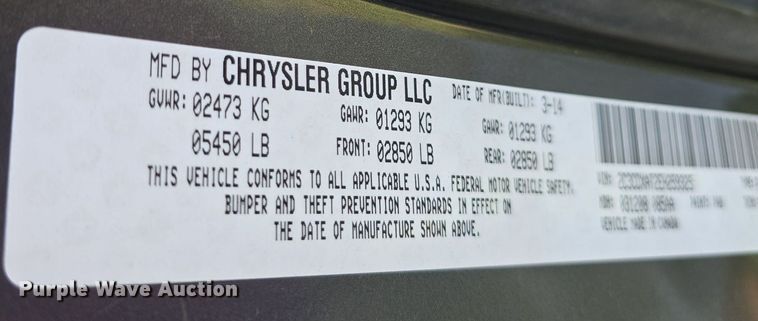 MFD BY CHRYSLER GROUP LLC DATE OF MFR(BUILT): 3-14
GVWR: 02473 KG GAWR: 01293 KG GAWR: 01293 KG
05450 LB FRONT: 02850 LB REAR: 02850 LB
THIS VEHICLE CONFORMS TO ALL APPLICABLE U.S.A. FEDERAL MOTOR VEHICLE SAFETY,
BUMPER AND THEFT PREVENTION STANDARDS IN EFFECT ON
THE DATE OF MANUFACTURE SHOWN ABOVE.
VIN:
VEHICLE MADE IN CANADA
Purple Wave Auction